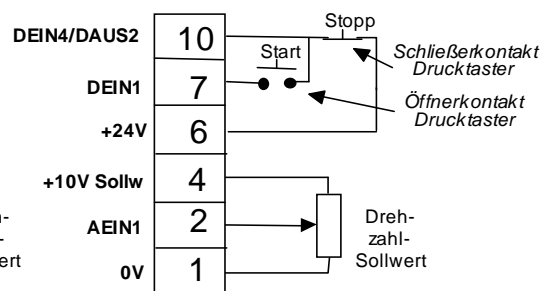 Stopp
DEIN4/DAUS2 10
Start
Schließerkontakt
Drucktaster
DEIN1 7
Öffnerkontakt
Drucktaster
+24V 6
+10V Sollw 4
AEIN1 2
Dreh-
zahl-
Sollwert
0V 1